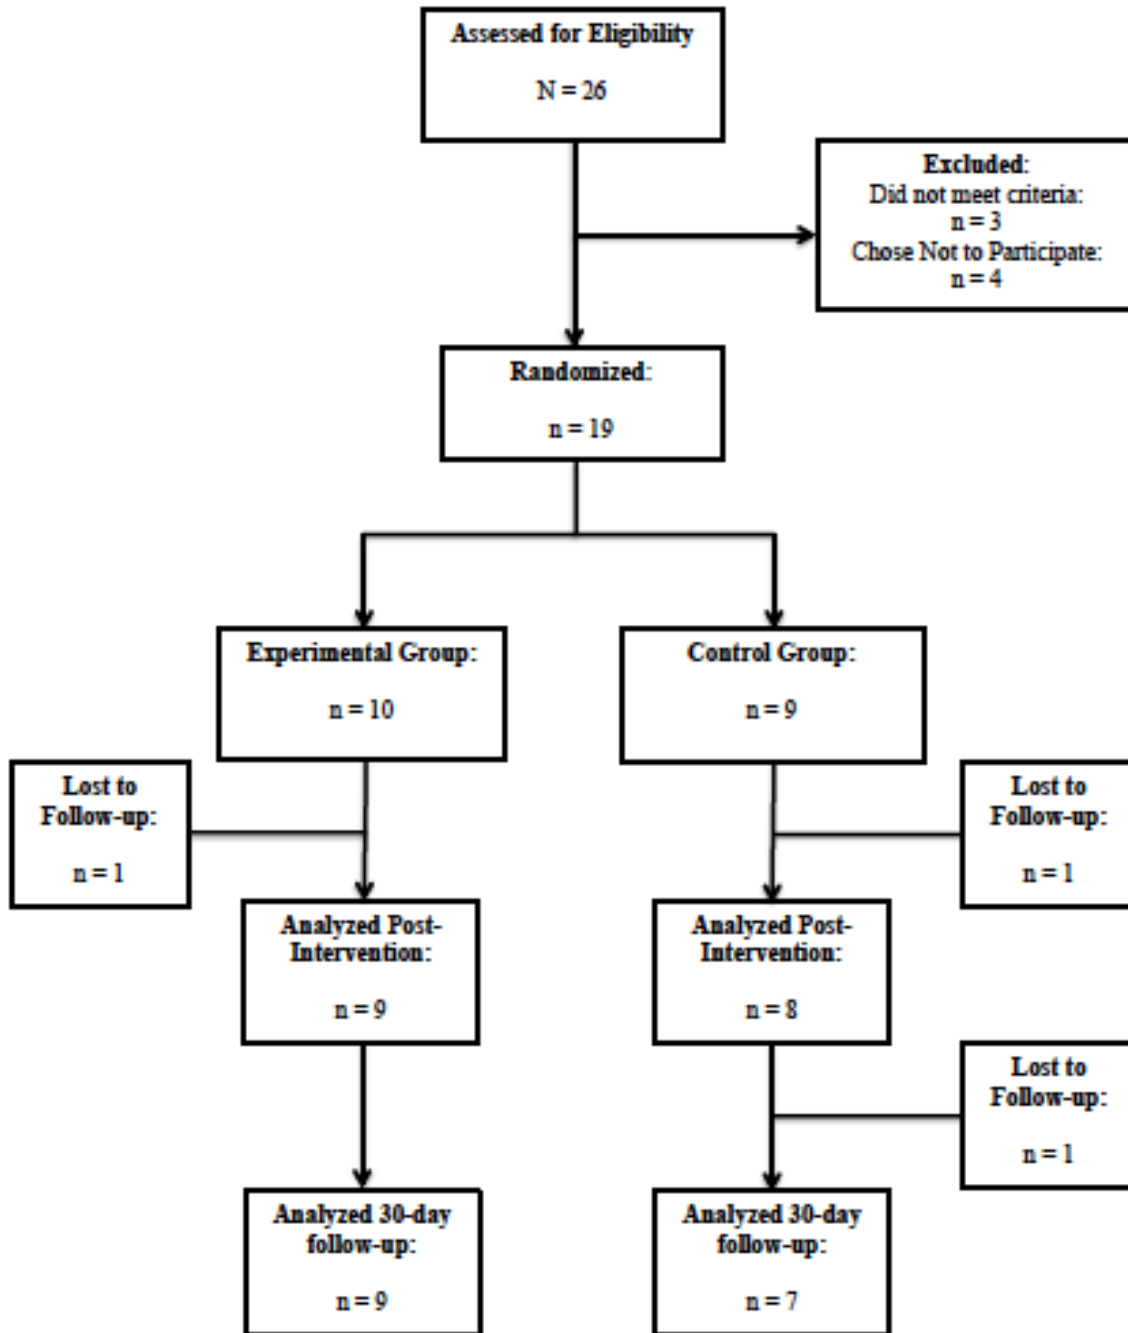 Assessed for Eligibility
N = 26
Excluded:
Did not meet criteria:
n = 3
Chose Not to Participate:
n = 4
Randomized:
n = 19
Experimental Group:
n = 10
Control Group:
n = 9
Lost to
Follow-up:
n = 1
Lost to
Follow-up:
n = 1
Analyzed Post-
Intervention:
n = 9
Analyzed Post-
Intervention:
n = 8
Lost to
Follow-up:
n = 1
Analyzed 30-day
follow-up:
n = 9
Analyzed 30-day
follow-up:
n = 7